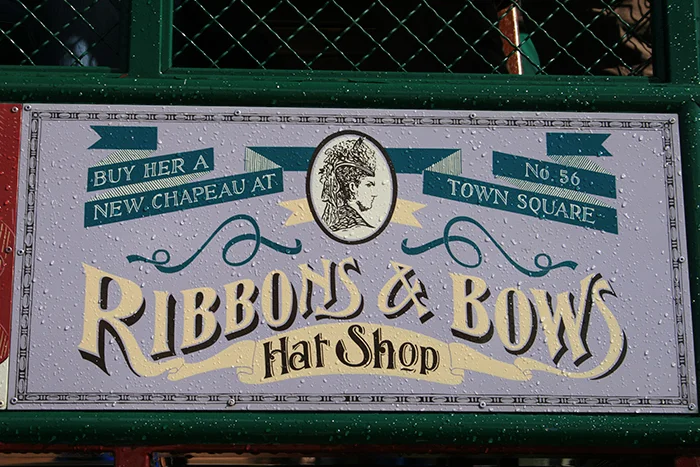 BUY HER A
NEW CHAPEAU AT
No. 56
TOWN SQUARE
RIBBONS & BOWS
Hat Shop